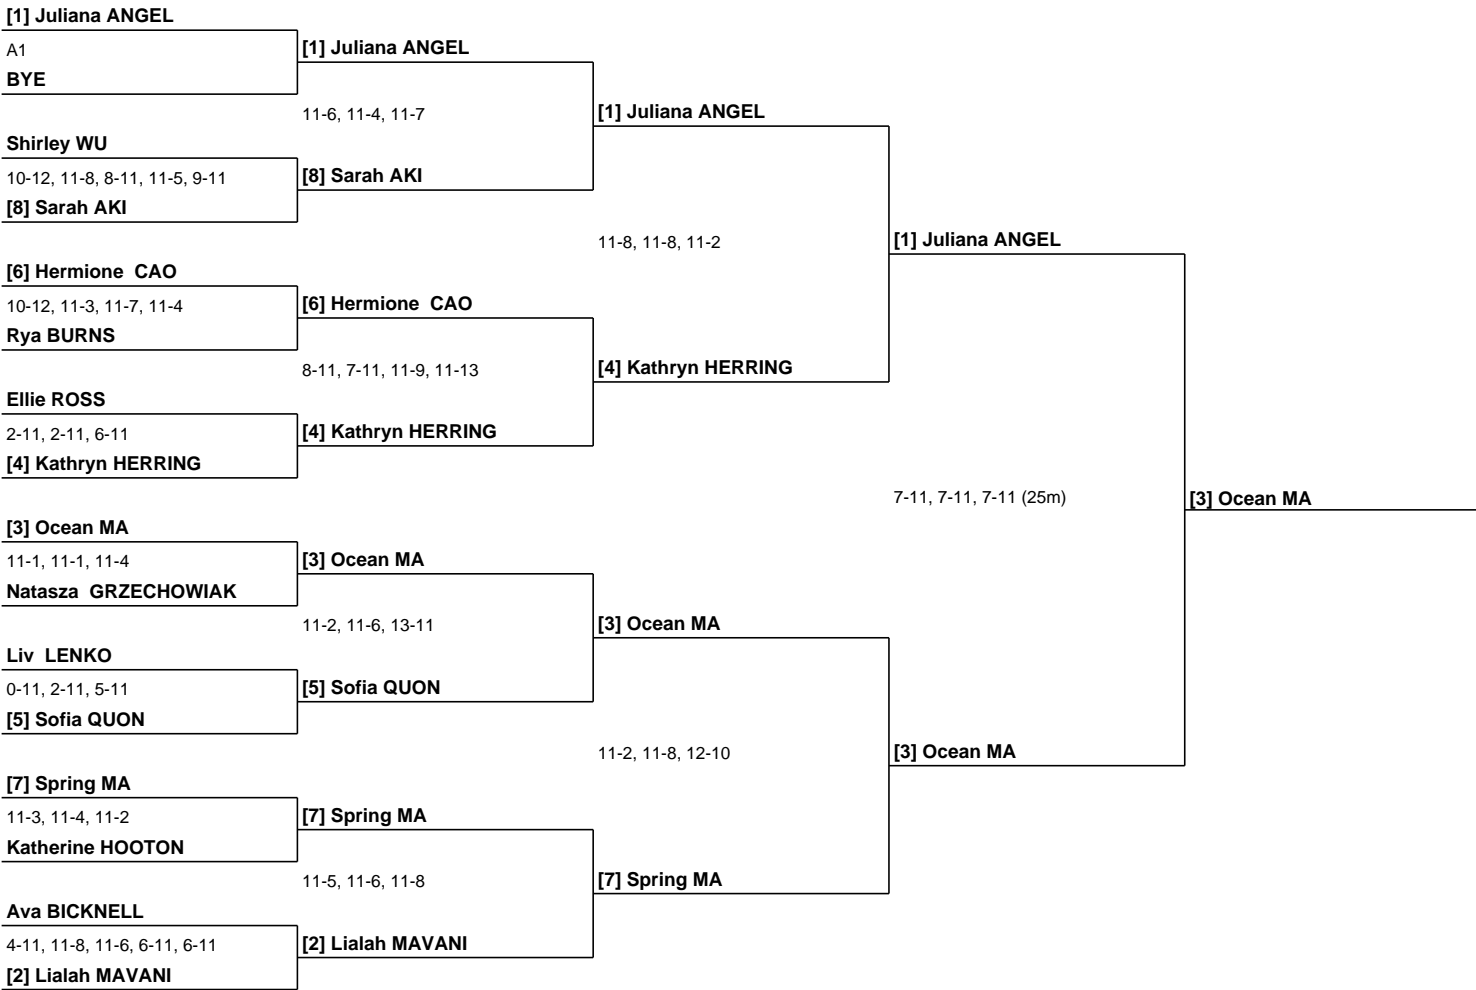 [1] Juliana ANGEL
A1
BYE
Shirley WU
10-12, 11-8, 8-11, 11-5, 9-11
[8] Sarah AKI
[6] Hermione  CAO
10-12, 11-3, 11-7, 11-4
Rya BURNS
Ellie ROSS
2-11, 2-11, 6-11
[4] Kathryn HERRING
[3] Ocean MA
11-1, 11-1, 11-4
Natasza  GRZECHOWIAK
Liv  LENKO
0-11, 2-11, 5-11
[5] Sofia QUON
[7] Spring MA
11-3, 11-4, 11-2
Katherine HOOTON
Ava BICKNELL
4-11, 11-8, 11-6, 6-11, 6-11
[2] Lialah MAVANI
[1] Juliana ANGEL
11-6, 11-4, 11-7
[8] Sarah AKI
[6] Hermione  CAO
8-11, 7-11, 11-9, 11-13
[4] Kathryn HERRING
[3] Ocean MA
11-2, 11-6, 13-11
[5] Sofia QUON
[7] Spring MA
11-5, 11-6, 11-8
[2] Lialah MAVANI
[1] Juliana ANGEL
11-8, 11-8, 11-2
[4] Kathryn HERRING
[3] Ocean MA
11-2, 11-8, 12-10
[7] Spring MA
[1] Juliana ANGEL
7-11, 7-11, 7-11 (25m)
[3] Ocean MA
[3] Ocean MA